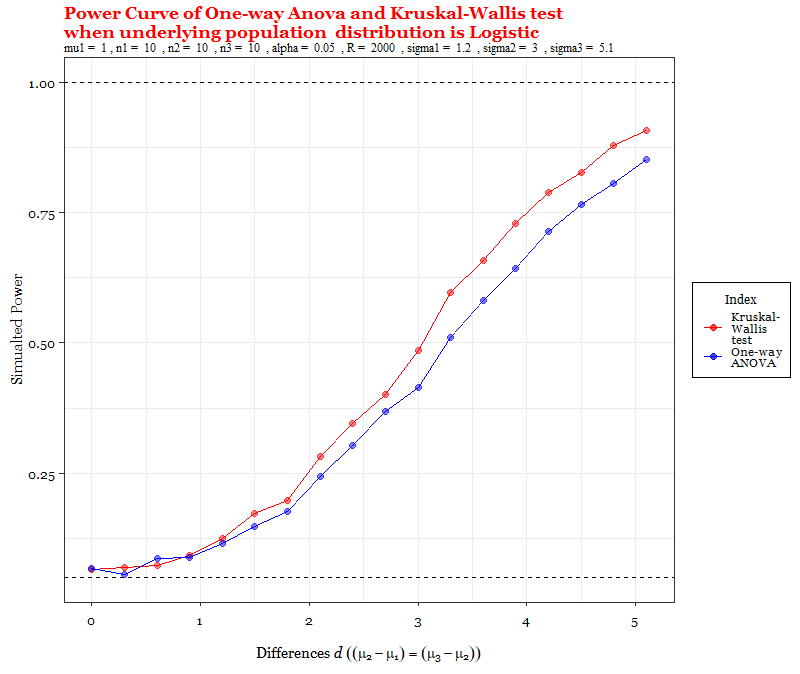 Power Curve of One-way Anova and Kruskal-Wallis test
when underlying population  distribution is Logistic
mu1 =  1 , n1 =  10  , n2 =  10  , n3 =  10  , alpha =  0.05  , R =  2000  , sigma1 =  1.2  , sigma2 =  3  , sigma3 =  5.1
1.00
0.75
0.50
0.25
Simualted Power
0 1 2 3 4 5
Differences d ((μ₂ − μ₁) = (μ₃ − μ₂))
Index
Kruskal-
Wallis
test
One-way
ANOVA